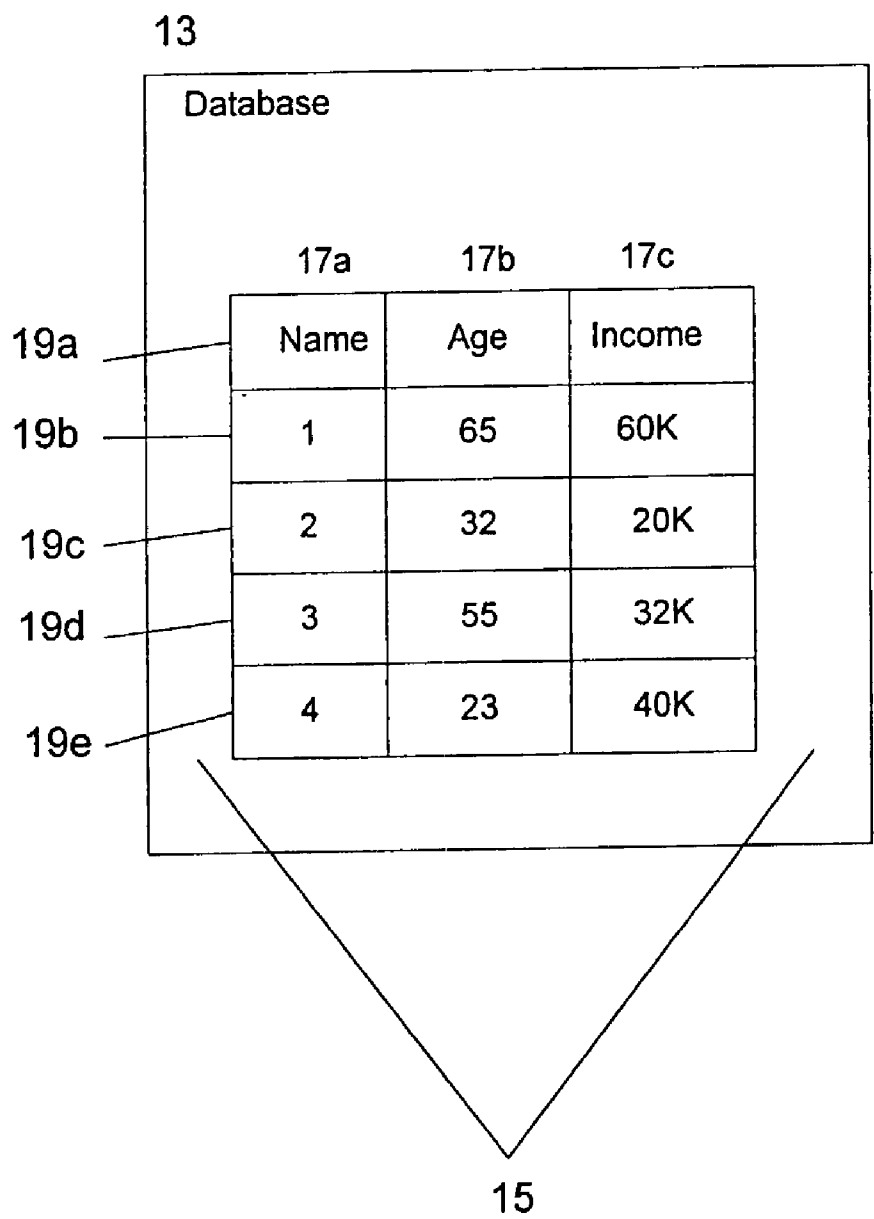 13
Database
17a 17b 17c
19a Name Age Income
19b 1 65 60K
19c 2 32 20K
19d 3 55 32K
19e 4 23 40K
15